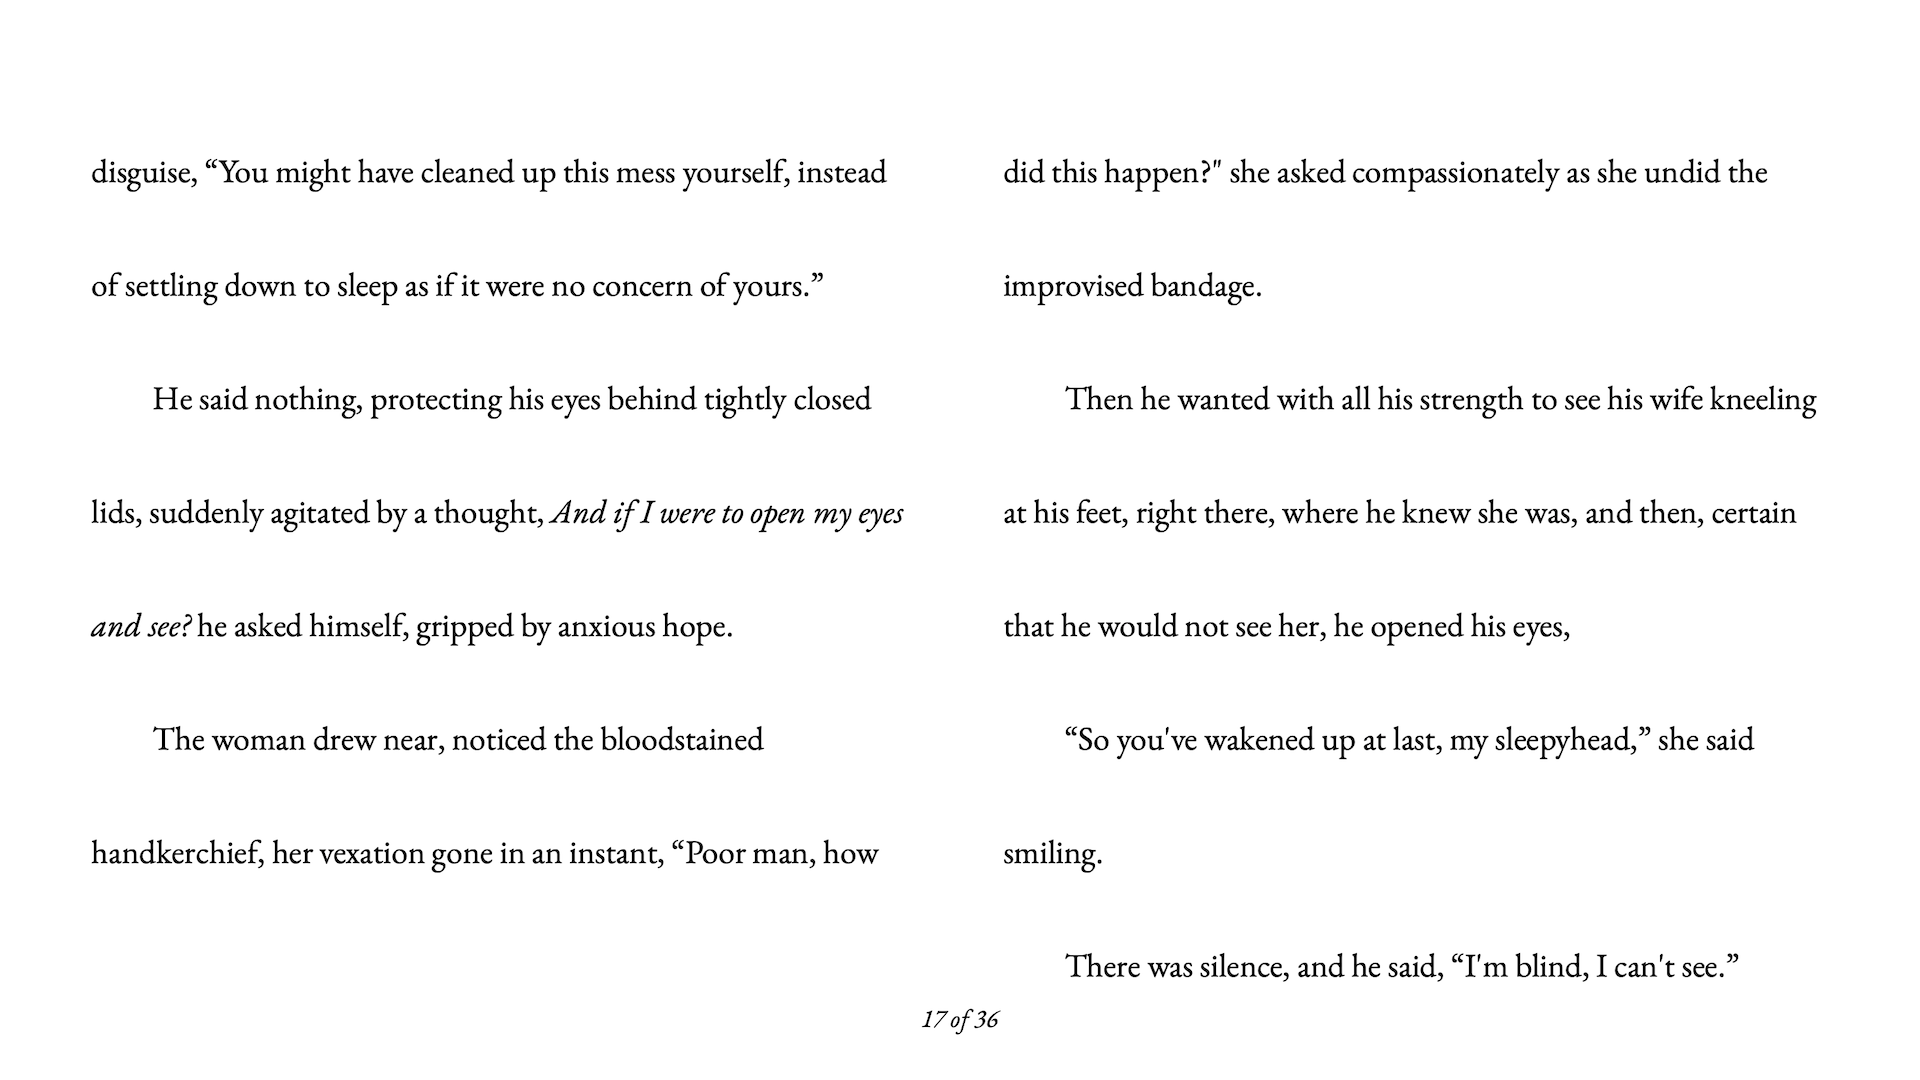 disguise, “You might have cleaned up this mess yourself, instead
of settling down to sleep as if it were no concern of yours.”
He said nothing, protecting his eyes behind tightly closed
lids, suddenly agitated by a thought, And if I were to open my eyes
and see? he asked himself, gripped by anxious hope.
The woman drew near, noticed the bloodstained
handkerchief, her vexation gone in an instant, “Poor man, how
did this happen?" she asked compassionately as she undid the
improvised bandage.
Then he wanted with all his strength to see his wife kneeling
at his feet, right there, where he knew she was, and then, certain
that he would not see her, he opened his eyes,
“So you've wakened up at last, my sleepyhead,” she said
smiling.
There was silence, and he said, “I'm blind, I can't see.”
17 of 36